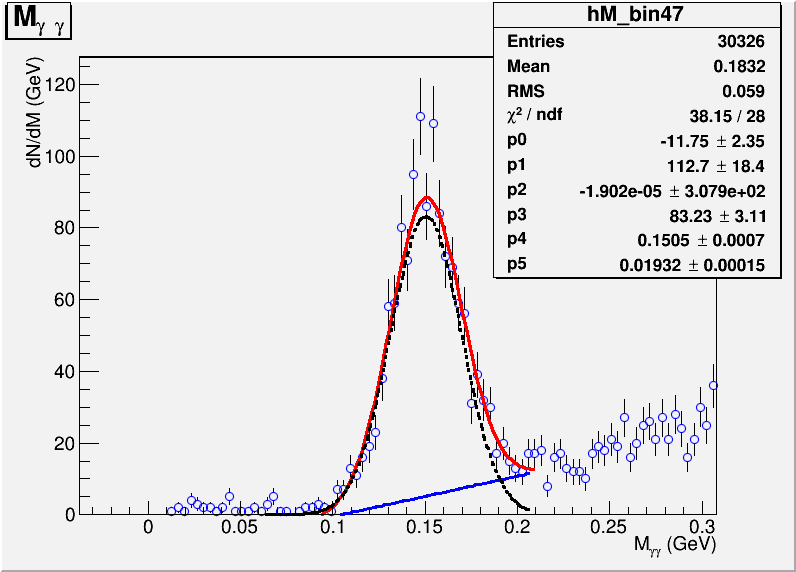 M γ γ
hM_bin47
Entries 30326
Mean 0.1832
RMS 0.059
χ² / ndf 38.15 / 28
p0 -11.75 ± 2.35
p1 112.7 ± 18.4
p2 -1.902e-05 ± 3.079e+02
p3 83.23 ± 3.11
p4 0.1505 ± 0.0007
p5 0.01932 ± 0.00015
dN/dM (GeV)
120
100
80
60
40
20
0
0 0.05 0.1 0.15 0.2 0.25 0.3
Mγγ (GeV)